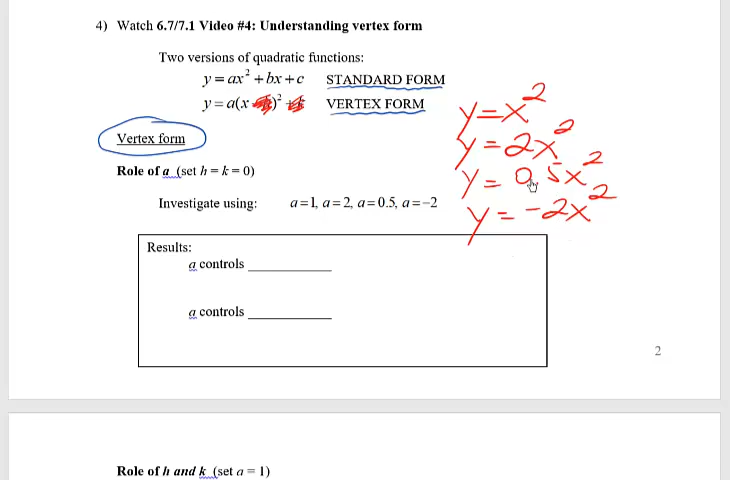 4) Watch 6.7/7.1 Video #4: Understanding vertex form
Two versions of quadratic functions:
y = ax² + bx + c STANDARD FORM
y = a(x )² VERTEX FORM
y=x²
y=2x²
Vertex form
y= 0.5x²
Role of a (set h = k = 0)
y= -2x²
Investigate using: a = 1, a = 2, a = 0.5, a = −2
Results:
a controls
a controls
2
Role of h and k (set a = 1)